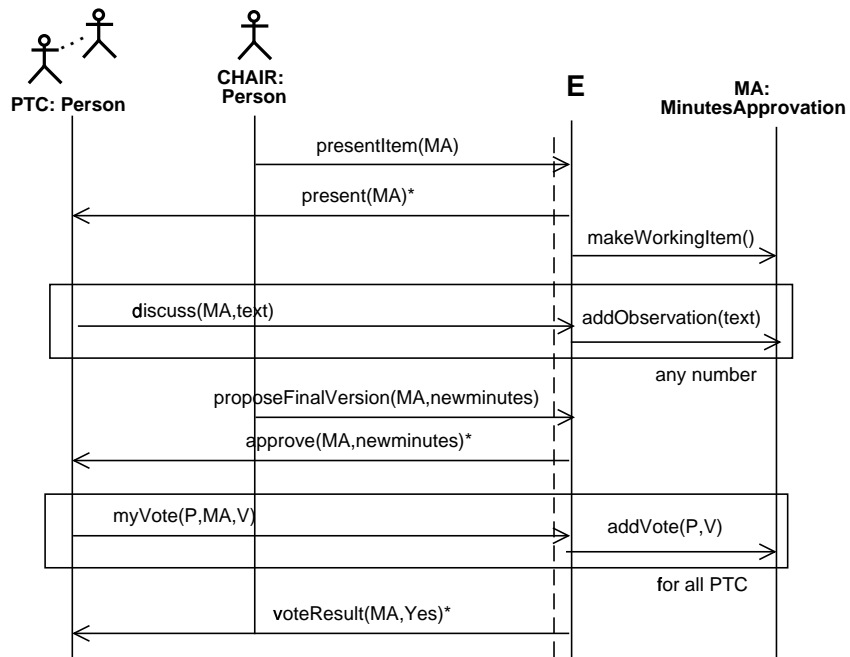 PTC: Person
CHAIR:
Person
E
MA:
MinutesApprovation
presentItem(MA)
present(MA)*
makeWorkingItem()
discuss(MA,text)
addObservation(text)
any number
proposeFinalVersion(MA,newminutes)
approve(MA,newminutes)*
myVote(P,MA,V)
addVote(P,V)
for all PTC
voteResult(MA,Yes)*